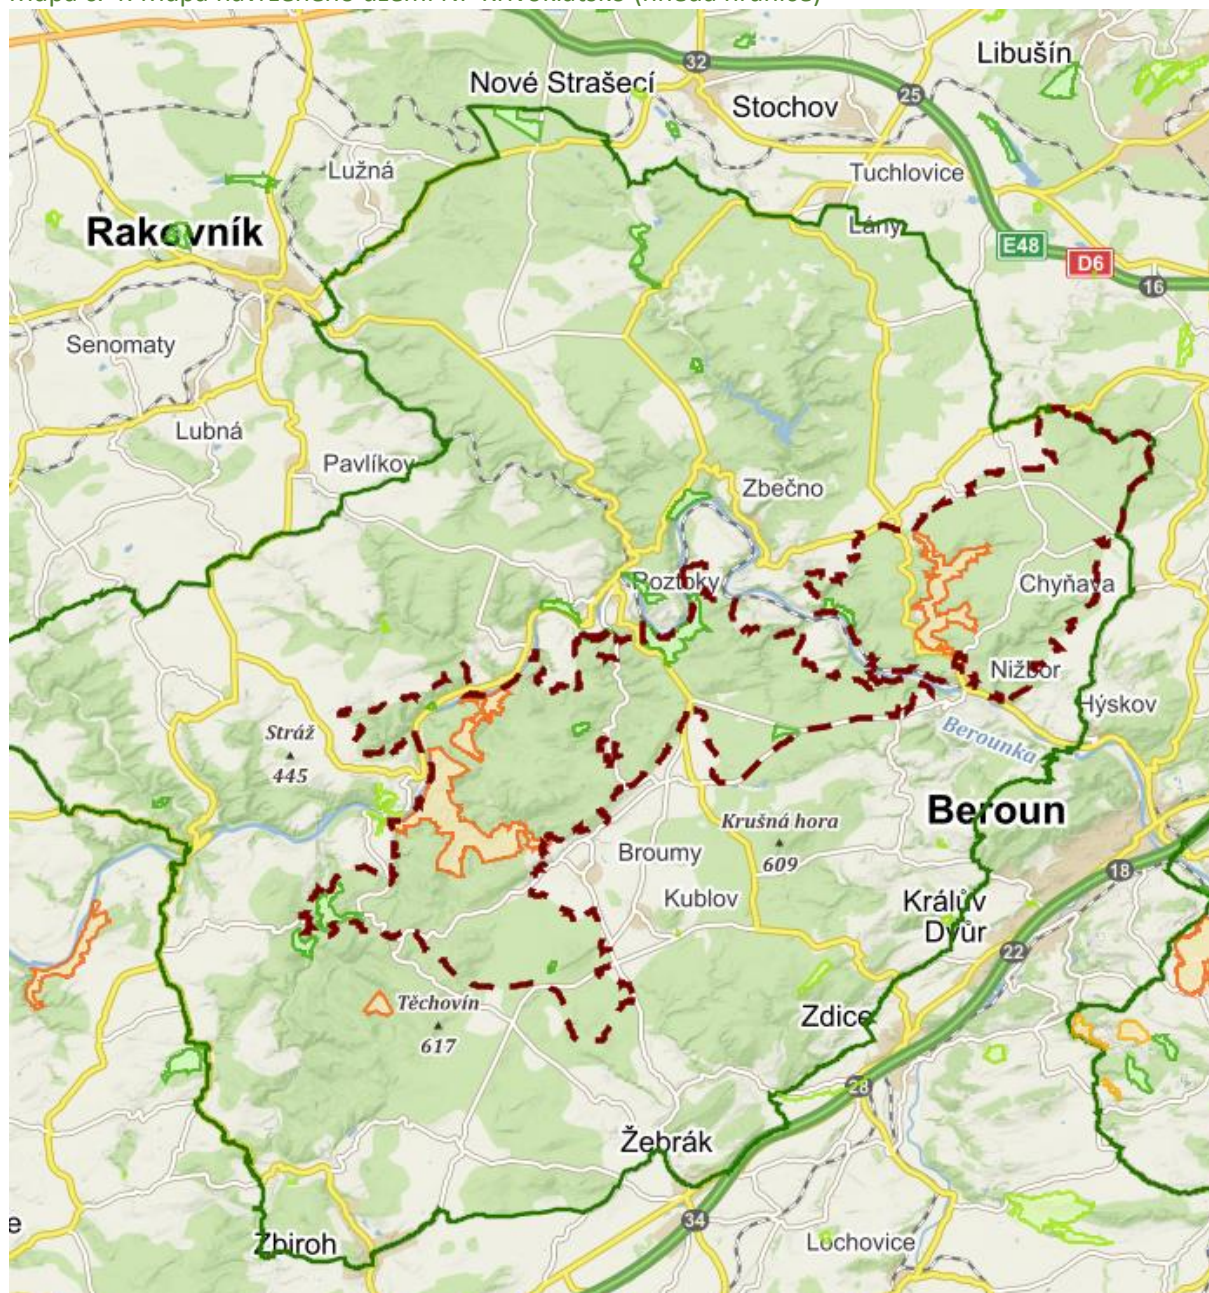 Libušín
32
Nové Strašecí
25
Stochov
Lužná
Tuchlovice
Rakovník
Lány
E48
D6
16
Senomaty
Lubná
Pavlíkov
Zbečno
Roztoky
Chyňava
Nižbor
Hýskov
Stráž
445
Berounka
Beroun
Krušná hora
609
Broumy
18
Kublov
Králův
Dvůr
22
Těchovín
617
Zdice
28
Žebrák
34
e
Zbiroh
Lochovice